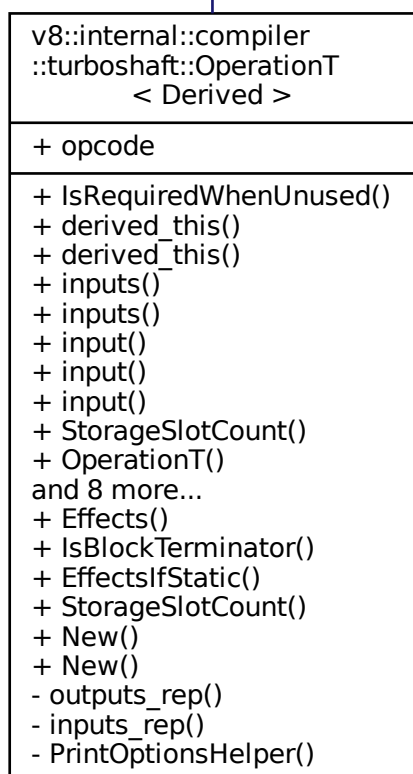 v8::internal::compiler
::turboshaft::OperationT
< Derived >
+ opcode
+ IsRequiredWhenUnused()
+ derived_this()
+ derived_this()
+ inputs()
+ inputs()
+ input()
+ input()
+ input()
+ StorageSlotCount()
+ OperationT()
and 8 more...
+ Effects()
+ IsBlockTerminator()
+ EffectsIfStatic()
+ StorageSlotCount()
+ New()
+ New()
- outputs_rep()
- inputs_rep()
- PrintOptionsHelper()